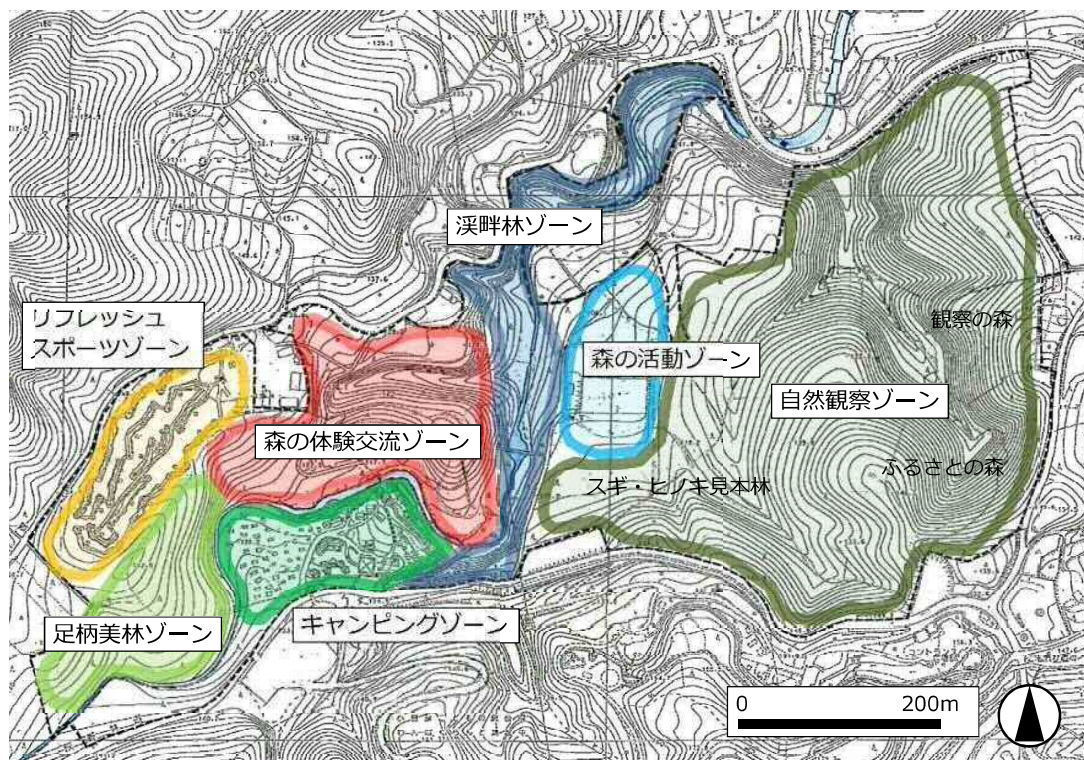 渓畔林ゾーン
リフレッシュ
スポーツゾーン
観察の森
森の活動ゾーン
自然観察ゾーン
森の体験交流ゾーン
ふるさとの森
スギ・ヒノキ見本林
キャンピングゾーン
足柄美林ゾーン
0
200m